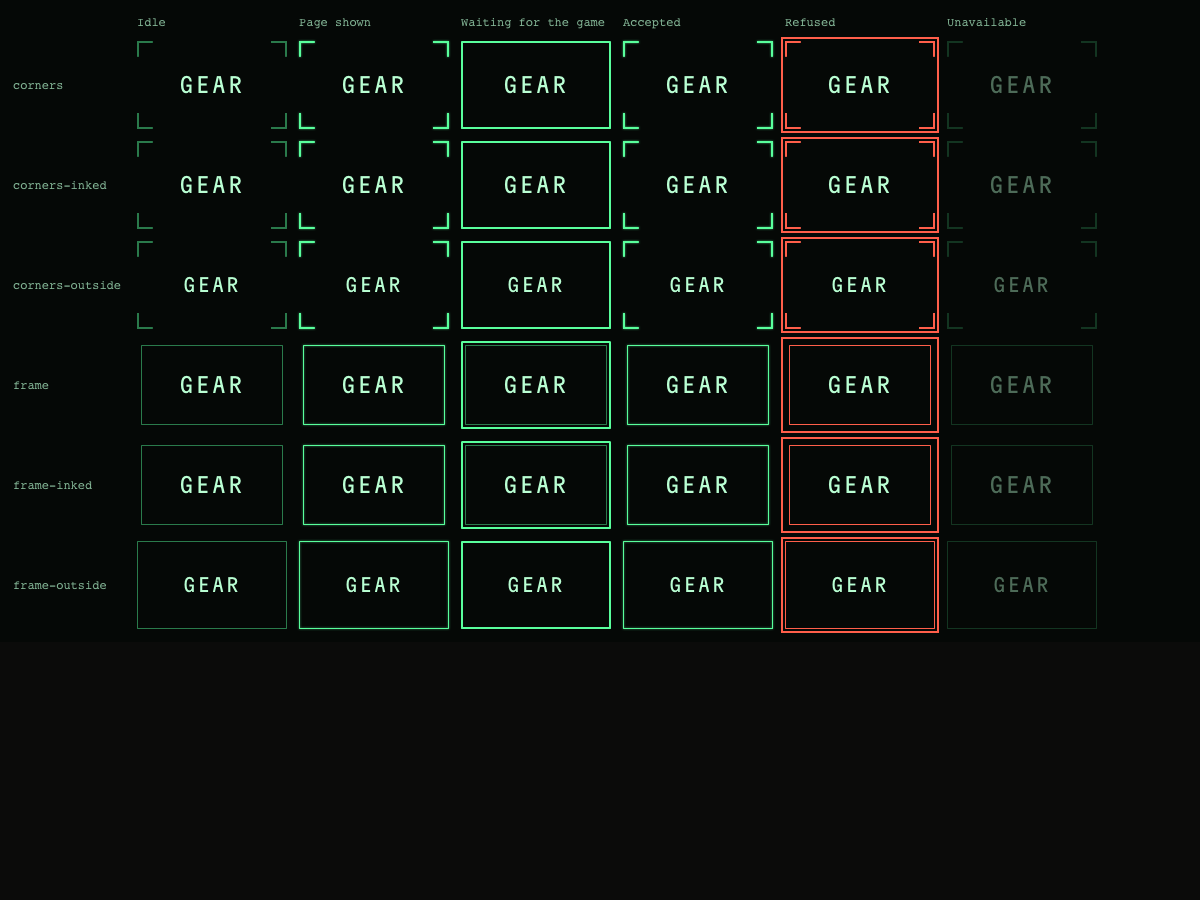 Idle Page shown Waiting for the game Accepted Refused Unavailable
corners GEAR GEAR GEAR GEAR GEAR GEAR
corners-inked GEAR GEAR GEAR GEAR GEAR GEAR
corners-outside GEAR GEAR GEAR GEAR GEAR GEAR
frame GEAR GEAR GEAR GEAR GEAR GEAR
frame-inked GEAR GEAR GEAR GEAR GEAR GEAR
frame-outside GEAR GEAR GEAR GEAR GEAR GEAR